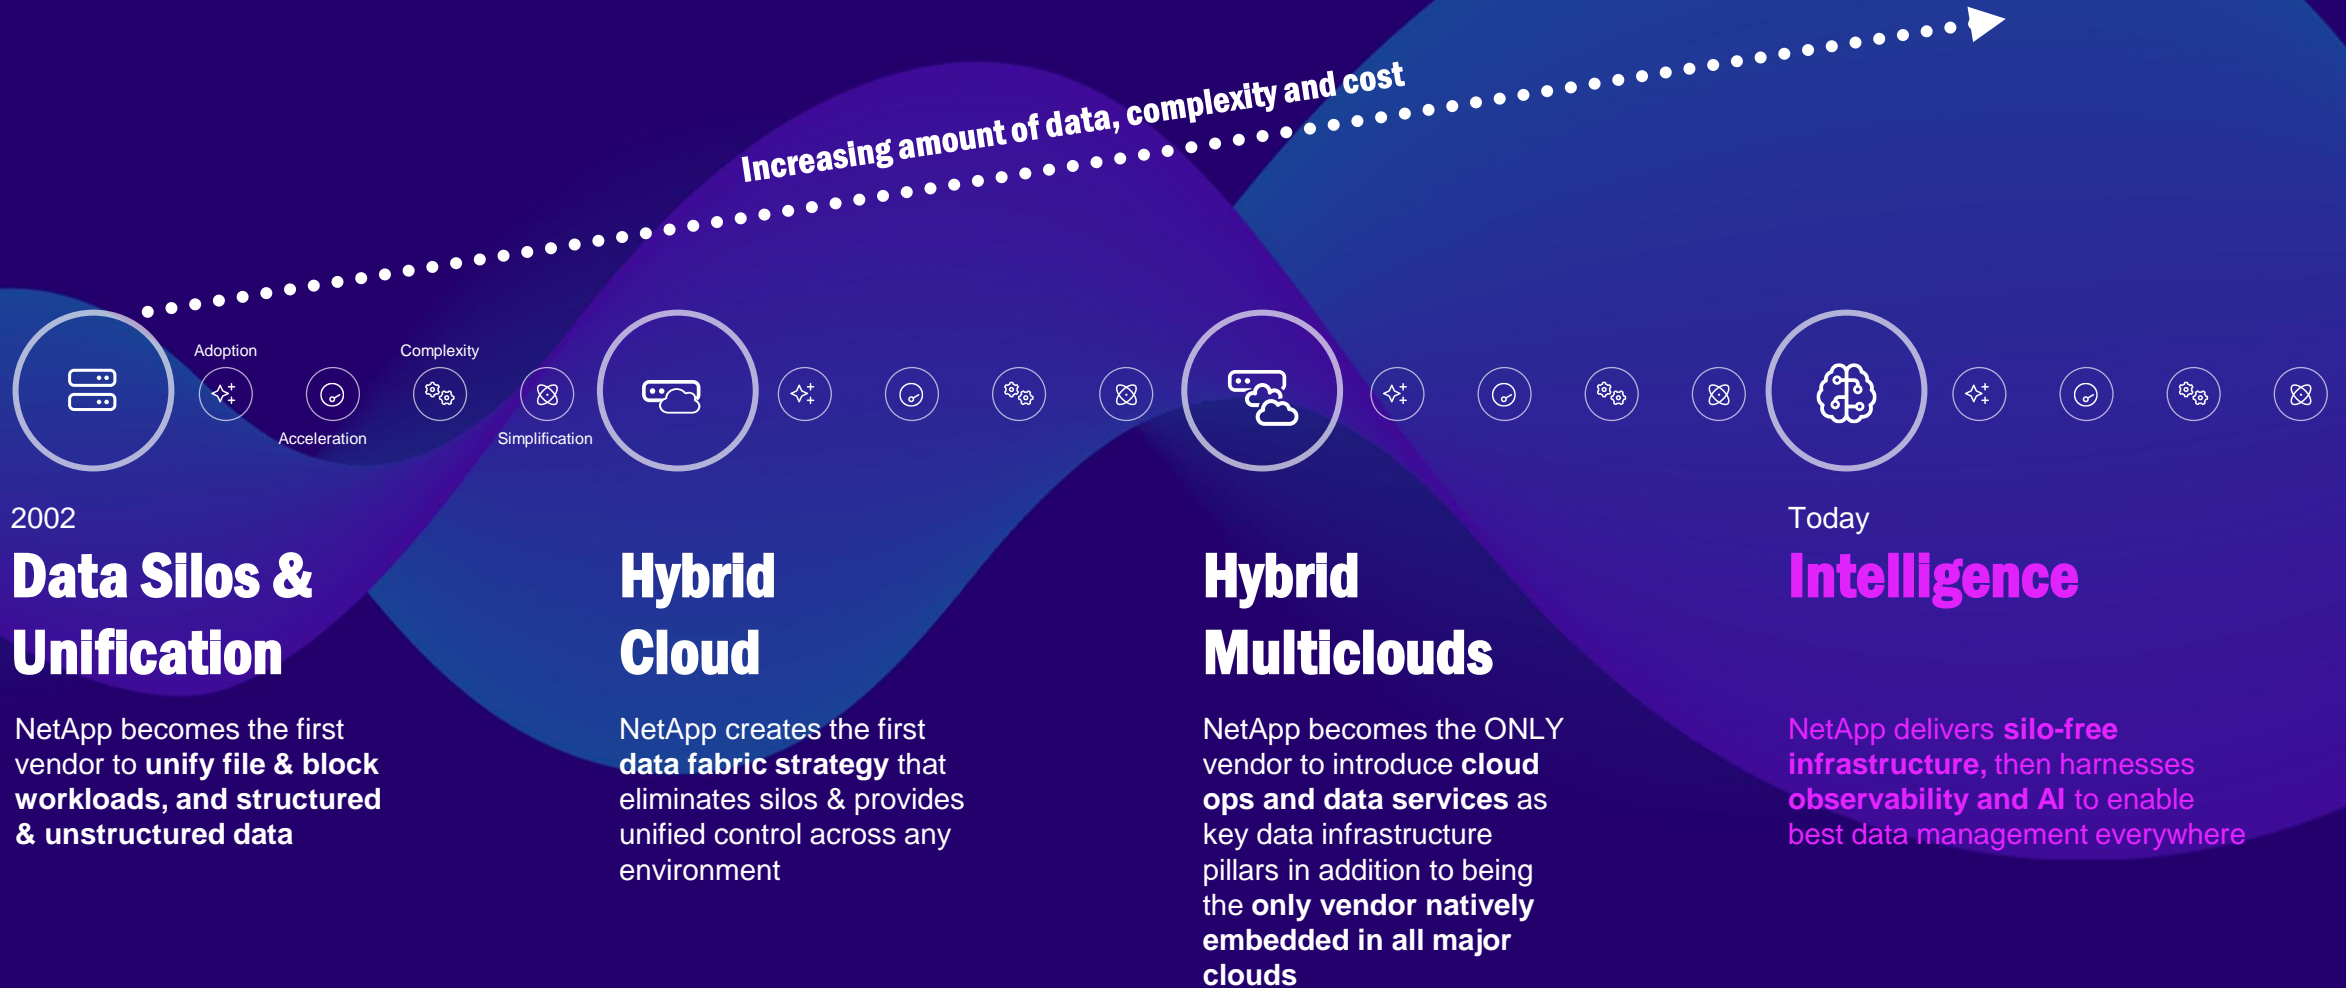 Increasing amount of data, complexity and cost
Adoption
Complexity
Acceleration
Simplification
2002
Data Silos &
Unification
NetApp becomes the first
vendor to unify file & block
workloads, and structured
& unstructured data
Hybrid
Cloud
NetApp creates the first
data fabric strategy that
eliminates silos & provides
unified control across any
environment
Hybrid
Multiclouds
NetApp becomes the ONLY
vendor to introduce cloud
ops and data services as
key data infrastructure
pillars in addition to being
the only vendor natively
embedded in all major
clouds
Today
Intelligence
NetApp delivers silo-free
infrastructure, then harnesses
observability and AI to enable
best data management everywhere